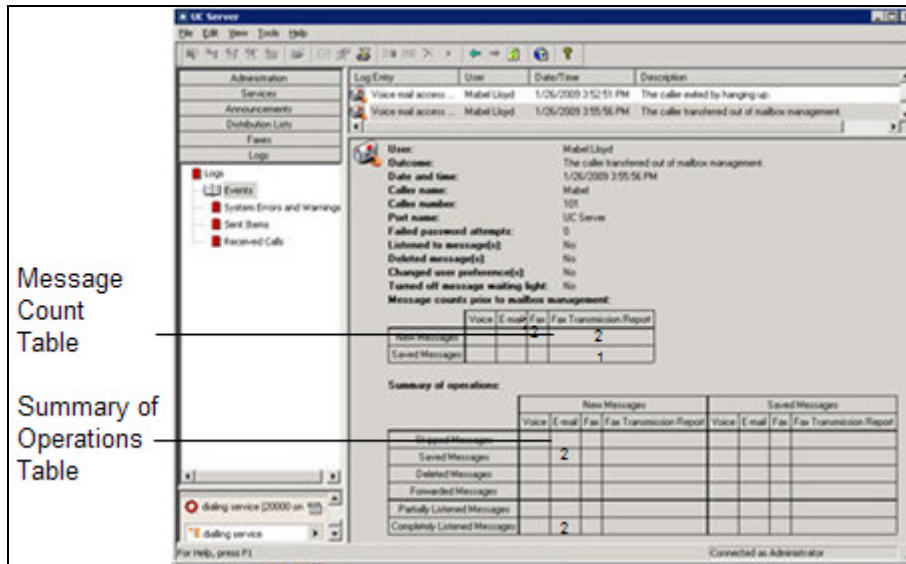 UC Server
File Edit View Tools Help
Administration
Services
Announcements
Distribution Lists
Faxes
Logs
Logs
Events
System Errors and Warnings
Sent Items
Received Calls
dialing service (20000 on
dialling service
Log Entry User Date/Time Description
Voice mail access ... Mabel Lloyd 1/26/2009 3:52:51 PM The caller exited by hanging up.
Voice mail access ... Mabel Lloyd 1/26/2009 3:55:56 PM The caller transferred out of mailbox management.
User: Mabel Lloyd
Outcome: The caller transferred out of mailbox management.
Date and time: 1/26/2009 3:55:56 PM
Caller name: Mabel
Caller number: 101
Port name: UC Server
Failed password attempts: 0
Listened to message(s): No
Deleted message(s): No
Changed user preference(s): No
Turned off message waiting light: No
Message counts prior to mailbox management:
Voice E-mail Fax Fax Transmission Report
New Messages 12 2
Saved Messages 1
Summary of operations:
New Messages Saved Messages
Voice E-mail Fax Fax Transmission Report Voice E-mail Fax Fax Transmission Report
Skipped Messages
Saved Messages 2
Deleted Messages
Forwarded Messages
Partially Listened Messages
Completely Listened Messages 2
For Help, press F1 Connected as Administrator
Message
Count
Table
Summary of
Operations
Table